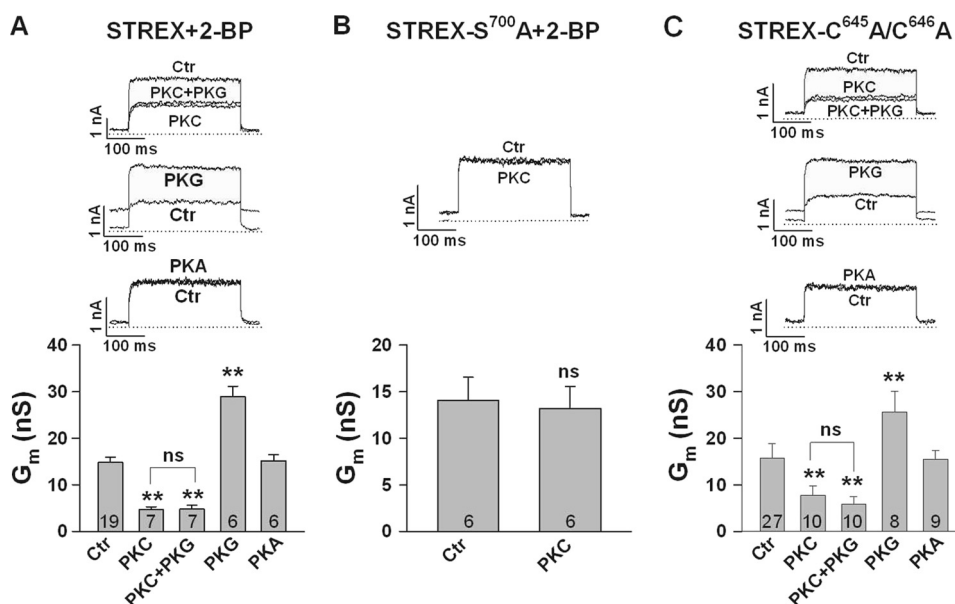 A STREX+2-BP
Ctr
PKC+PKG
PKC
1 nA
100 ms
PKG
Ctr
1 nA
100 ms
PKA
Ctr
1 nA
100 ms
40
30
20
10
0
Gm (nS)
**
ns
** **
19 7 7 6 6
Ctr PKC PKC+PKG PKG PKA
B STREX-S700A+2-BP
Ctr
PKC
1 nA
100 ms
20
15
10
5
0
Gm (nS)
ns
6 6
Ctr PKC
C STREX-C645A/C646A
Ctr
PKC
PKC+PKG
1 nA
100 ms
PKG
Ctr
1 nA
100 ms
PKA
Ctr
1 nA
100 ms
40
30
20
10
0
Gm (nS)
**
ns
** **
27 10 10 8 9
Ctr PKC PKC+PKG PKG PKA